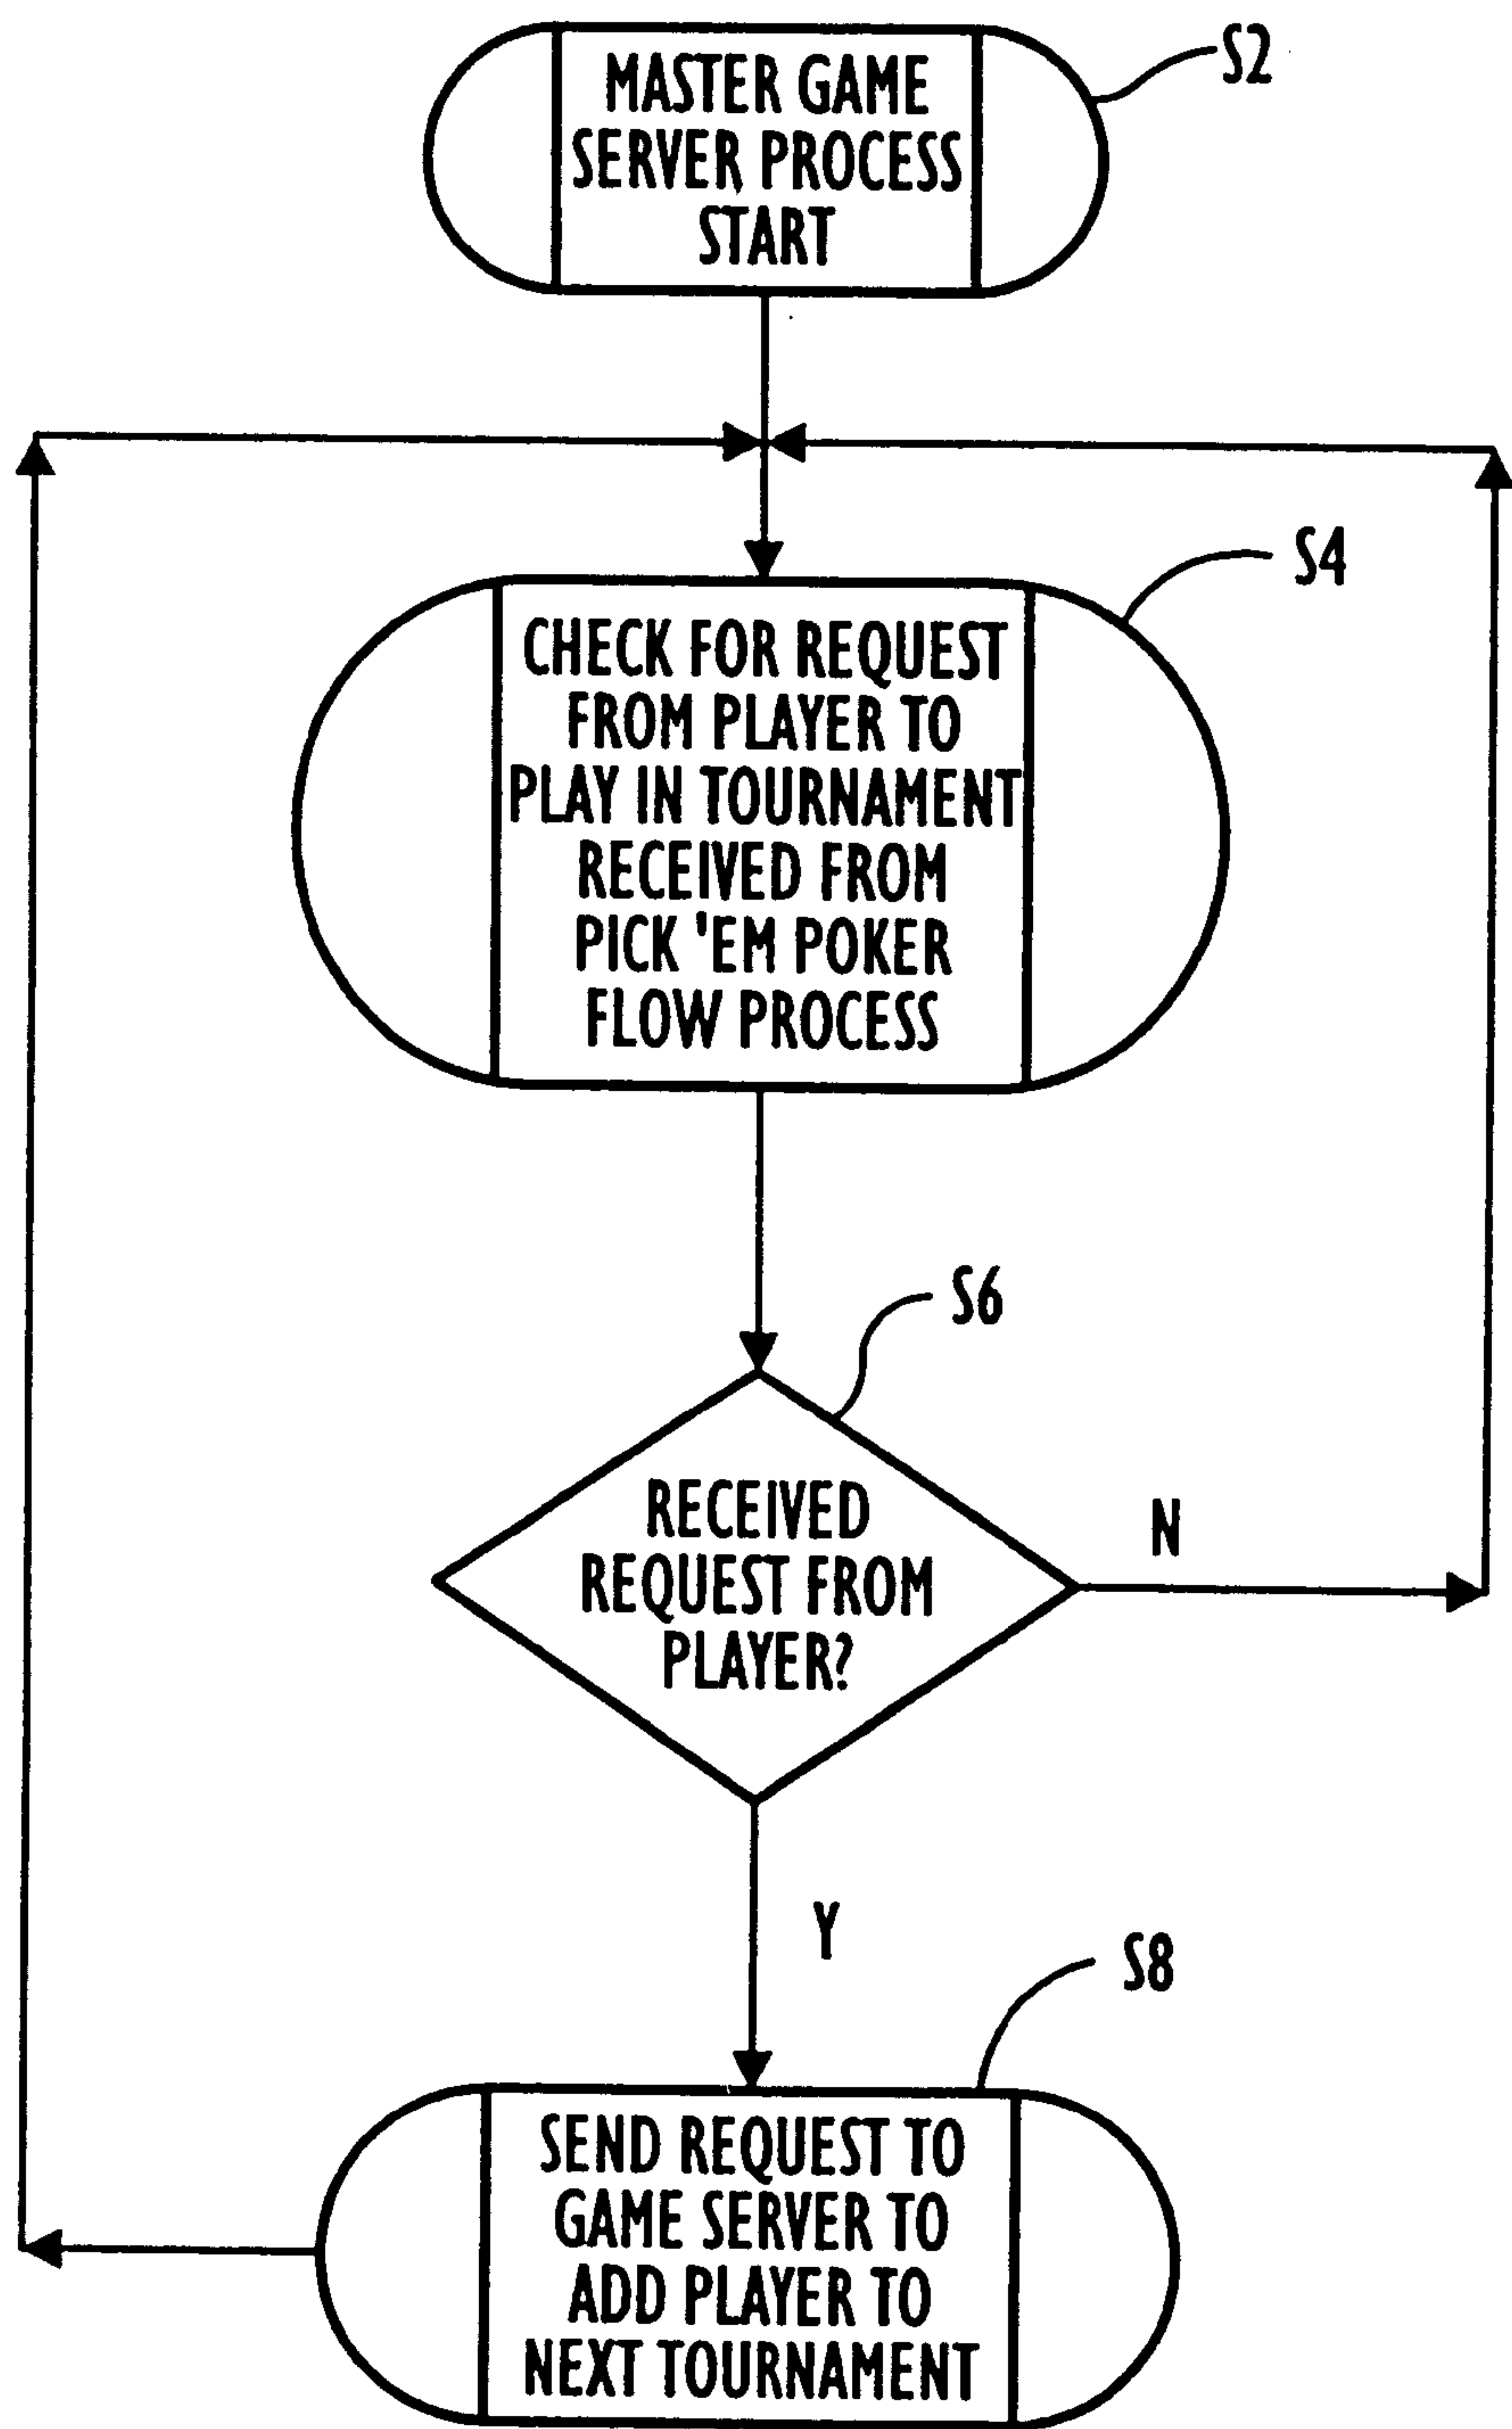 MASTER GAME
SERVER PROCESS
START
S2
CHECK FOR REQUEST
FROM PLAYER TO
PLAY IN TOURNAMENT
RECEIVED FROM
PICK 'EM POKER
FLOW PROCESS
S4
S6
RECEIVED
REQUEST FROM
PLAYER?
N
Y
S8
SEND REQUEST TO
GAME SERVER TO
ADD PLAYER TO
NEXT TOURNAMENT